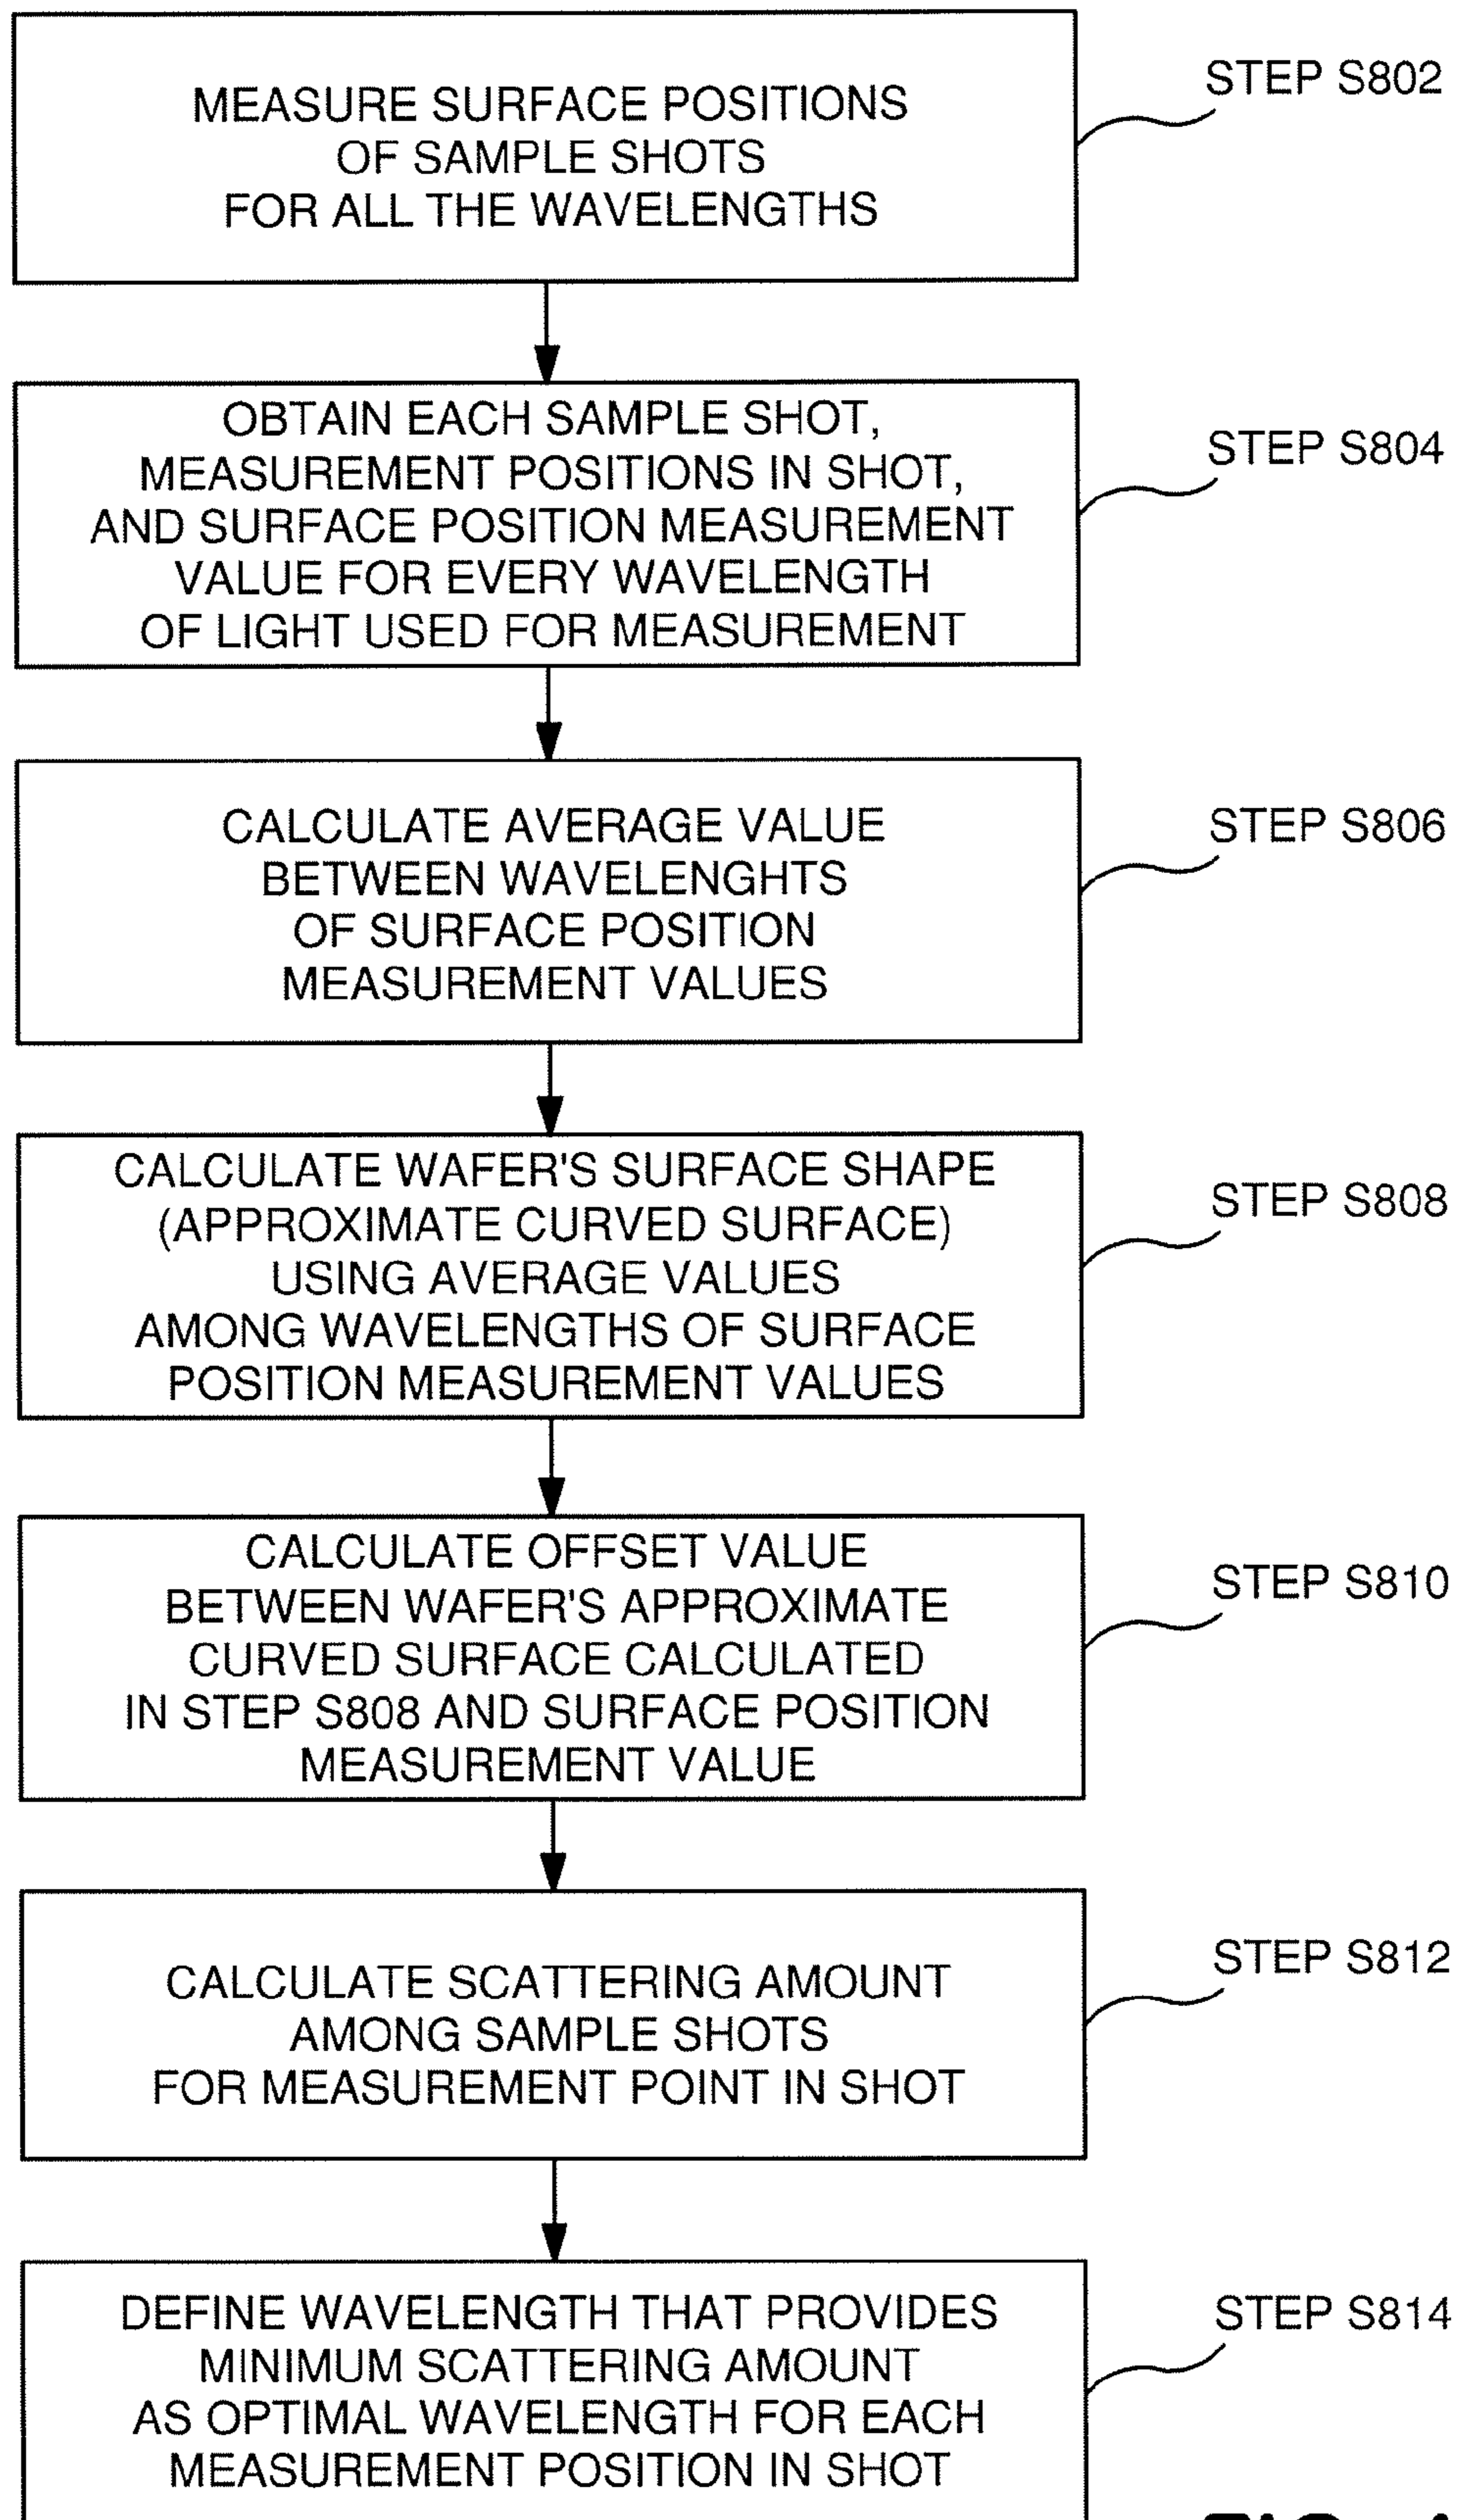 MEASURE SURFACE POSITIONS
OF SAMPLE SHOTS
FOR ALL THE WAVELENGTHS
STEP S802
OBTAIN EACH SAMPLE SHOT,
MEASUREMENT POSITIONS IN SHOT,
AND SURFACE POSITION MEASUREMENT
VALUE FOR EVERY WAVELENGTH
OF LIGHT USED FOR MEASUREMENT
STEP S804
CALCULATE AVERAGE VALUE
BETWEEN WAVELENGHTS
OF SURFACE POSITION
MEASUREMENT VALUES
STEP S806
CALCULATE WAFER'S SURFACE SHAPE
(APPROXIMATE CURVED SURFACE)
USING AVERAGE VALUES
AMONG WAVELENGTHS OF SURFACE
POSITION MEASUREMENT VALUES
STEP S808
CALCULATE OFFSET VALUE
BETWEEN WAFER'S APPROXIMATE
CURVED SURFACE CALCULATED
IN STEP S808 AND SURFACE POSITION
MEASUREMENT VALUE
STEP S810
CALCULATE SCATTERING AMOUNT
AMONG SAMPLE SHOTS
FOR MEASUREMENT POINT IN SHOT
STEP S812
DEFINE WAVELENGTH THAT PROVIDES
MINIMUM SCATTERING AMOUNT
AS OPTIMAL WAVELENGTH FOR EACH
MEASUREMENT POSITION IN SHOT
STEP S814